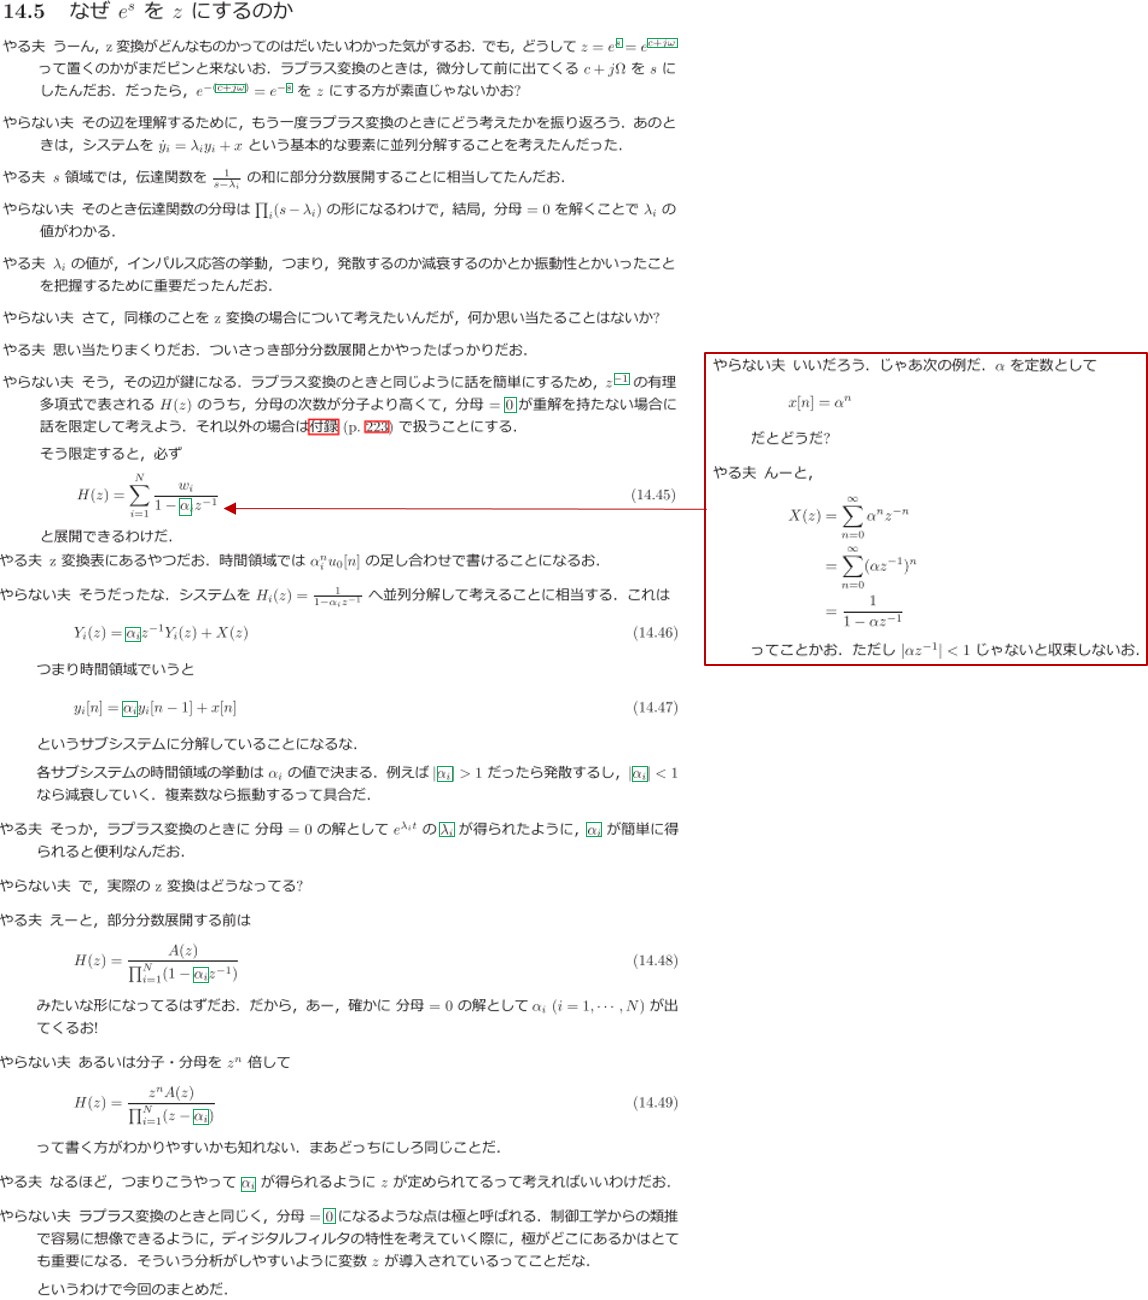 14.5 なぜ e^s を z にするのか
やる夫 うーん，z 変換がどんなものかってのはだいたいわかった気がするお．でも，どうして z = e^s = e^{c+jω}
って置くのかがまだピンと来ないお．ラプラス変換のときは，微分して前に出てくる c + jΩ を s に
したんだお．だったら，e^{-(c+jω)} = e^{-s} を z にする方が素直じゃないかお?
やらない夫 その辺を理解するために，もう一度ラプラス変換のときにどう考えたかを振り返ろう．あのと
きは，システムを ẏ_i = λ_i y_i + x という基本的な要素に並列分解することを考えたんだった．
やる夫 s 領域では，伝達関数を 1/(s−λ_i) の和に部分分数展開することに相当してたんだお．
やらない夫 そのとき伝達関数の分母は ∏_i(s − λ_i) の形になるわけで，結局，分母 = 0 を解くことで λ_i の
値がわかる．
やる夫 λ_i の値が，インパルス応答の挙動，つまり，発散するのか減衰するのかとか振動性とかいったこと
を把握するために重要だったんだお．
やらない夫 さて，同様のことを z 変換の場合について考えたいんだが，何か思い当たることはないか?
やる夫 思い当たりまくりだお．ついさっき部分分数展開とかやったばっかりだお．
やらない夫 そう，その辺が鍵になる．ラプラス変換のときと同じように話を簡単にするため，z^{−1} の有理
多項式で表される H(z) のうち，分母の次数が分子より高くて，分母 = 0 が重解を持たない場合に
話を限定して考えよう．それ以外の場合は付録 (p. 223) で扱うことにする．
そう限定すると，必ず
H(z) = ∑_{i=1}^{N} w_i/(1 − α_i z^{−1}) (14.45)
と展開できるわけだ．
やる夫 z 変換表にあるやつだお．時間領域では α_i^n u_0[n] の足し合わせで書けることになるお．
やらない夫 そうだったな．システムを H_i(z) = 1/(1−α_i z^{−1}) へ並列分解して考えることに相当する．これは
Y_i(z) = α_i z^{−1} Y_i(z) + X(z) (14.46)
つまり時間領域でいうと
y_i[n] = α_i y_i[n − 1] + x[n] (14.47)
というサブシステムに分解していることになるな．
各サブシステムの時間領域の挙動は α_i の値で決まる．例えば |α_i| > 1 だったら発散するし，|α_i| < 1
なら減衰していく．複素数なら振動するって具合だ．
やる夫 そっか，ラプラス変換のときに 分母 = 0 の解として e^{λ_i t} の λ_i が得られたように，α_i が簡単に得
られると便利なんだお．
やらない夫 で，実際の z 変換はどうなってる?
やる夫 えーと，部分分数展開する前は
H(z) = A(z)/∏_{i=1}^{N}(1 − α_i z^{−1}) (14.48)
みたいな形になってるはずだお．だから，あー，確かに 分母 = 0 の解として α_i (i = 1, ⋯ , N) が出
てくるお!
やらない夫 あるいは分子・分母を z^n 倍して
H(z) = z^n A(z)/∏_{i=1}^{N}(z − α_i) (14.49)
って書く方がわかりやすいかも知れない．まあどっちにしろ同じことだ．
やる夫 なるほど，つまりこうやって α_i が得られるように z が定められてるって考えればいいわけだお．
やらない夫 ラプラス変換のときと同じく，分母 = 0 になるような点は極と呼ばれる．制御工学からの類推
で容易に想像できるように，ディジタルフィルタの特性を考えていく際に，極がどこにあるかはとて
も重要になる．そういう分析がしやすいように変数 z が導入されているってことだな．
というわけで今回のまとめだ．
やらない夫 いいだろう．じゃあ次の例だ．α を定数として
x[n] = α^n
だとどうだ?
やる夫 んーと，
X(z) = ∑_{n=0}^{∞} α^n z^{−n}
= ∑_{n=0}^{∞} (αz^{−1})^n
= 1/(1 − αz^{−1})
ってことかお．ただし |αz^{−1}| < 1 じゃないと収束しないお．